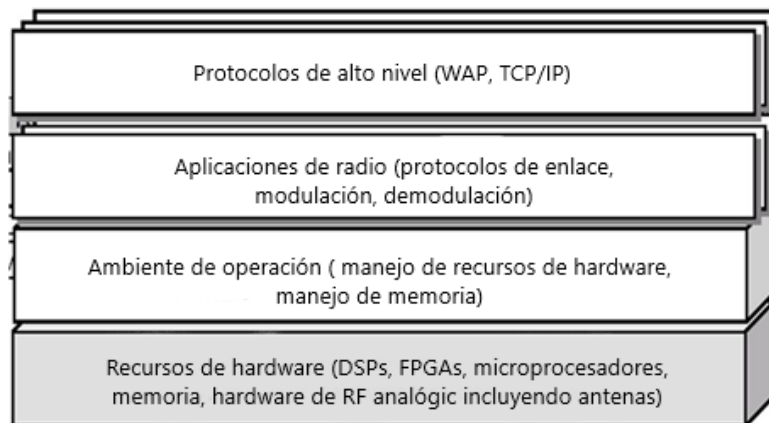 Protocolos de alto nivel (WAP, TCP/IP)
Aplicaciones de radio (protocolos de enlace,
modulación, demodulación)
Ambiente de operación ( manejo de recursos de hardware,
manejo de memoria)
Recursos de hardware (DSPs, FPGAs, microprocesadores,
memoria, hardware de RF analógic incluyendo antenas)